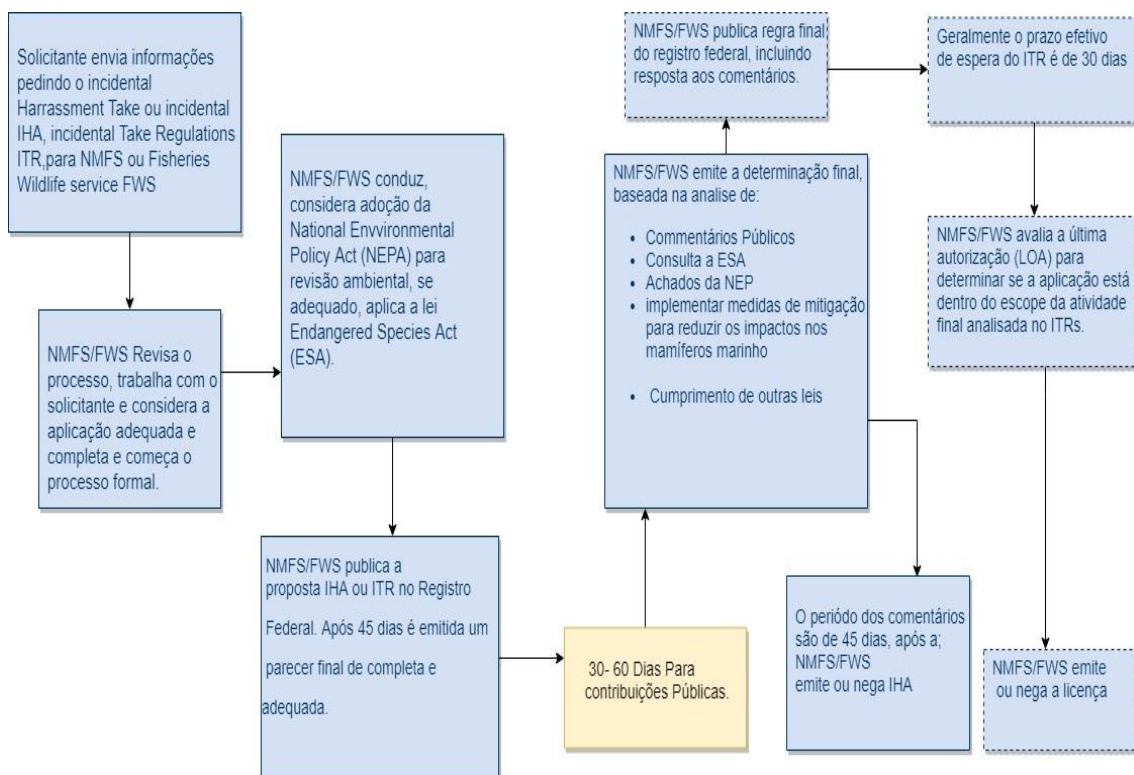 Solicitante envia informações
pedindo o incidental
Harrassment Take ou incidental
IHA, incidental Take Regulations
ITR,para NMFS ou Fisheries
Wildlife service FWS
NMFS/FWS Revisa o
processo, trabalha com o
solicitante e considera a
aplicação adequada e
completa e começa o
processo formal.
NMFS/FWS conduz,
considera adoção da
National Envvironmental
Policy Act (NEPA) para
revisão ambiental, se
adequado, aplica a lei
Endangered Species Act
(ESA).
NMFS/FWS publica a
proposta IHA ou ITR no Registro
Federal. Após 45 dias é emitida um
parecer final de completa e
adequada.
30- 60 Dias Para
contribuições Públicas.
NMFS/FWS emite a determinação final,
baseada na analise de:
• Commentários Públicos
• Consulta a ESA
• Achados da NEP
• implementar medidas de mitigação
para reduzir os impactos nos
mamíferos marinho
• Cumprimento de outras leis
NMFS/FWS publica regra final
do registro federal, incluindo
resposta aos comentários.
Geralmente o prazo efetivo
de espera do ITR é de 30 dias
NMFS/FWS avalia a última
autorização (LOA) para
determinar se a aplicação está
dentro do escope da atividade
final analisada no ITRs.
O periódo dos comentários
são de 45 dias, após a;
NMFS/FWS
emite ou nega IHA
NMFS/FWS emite
ou nega a licença